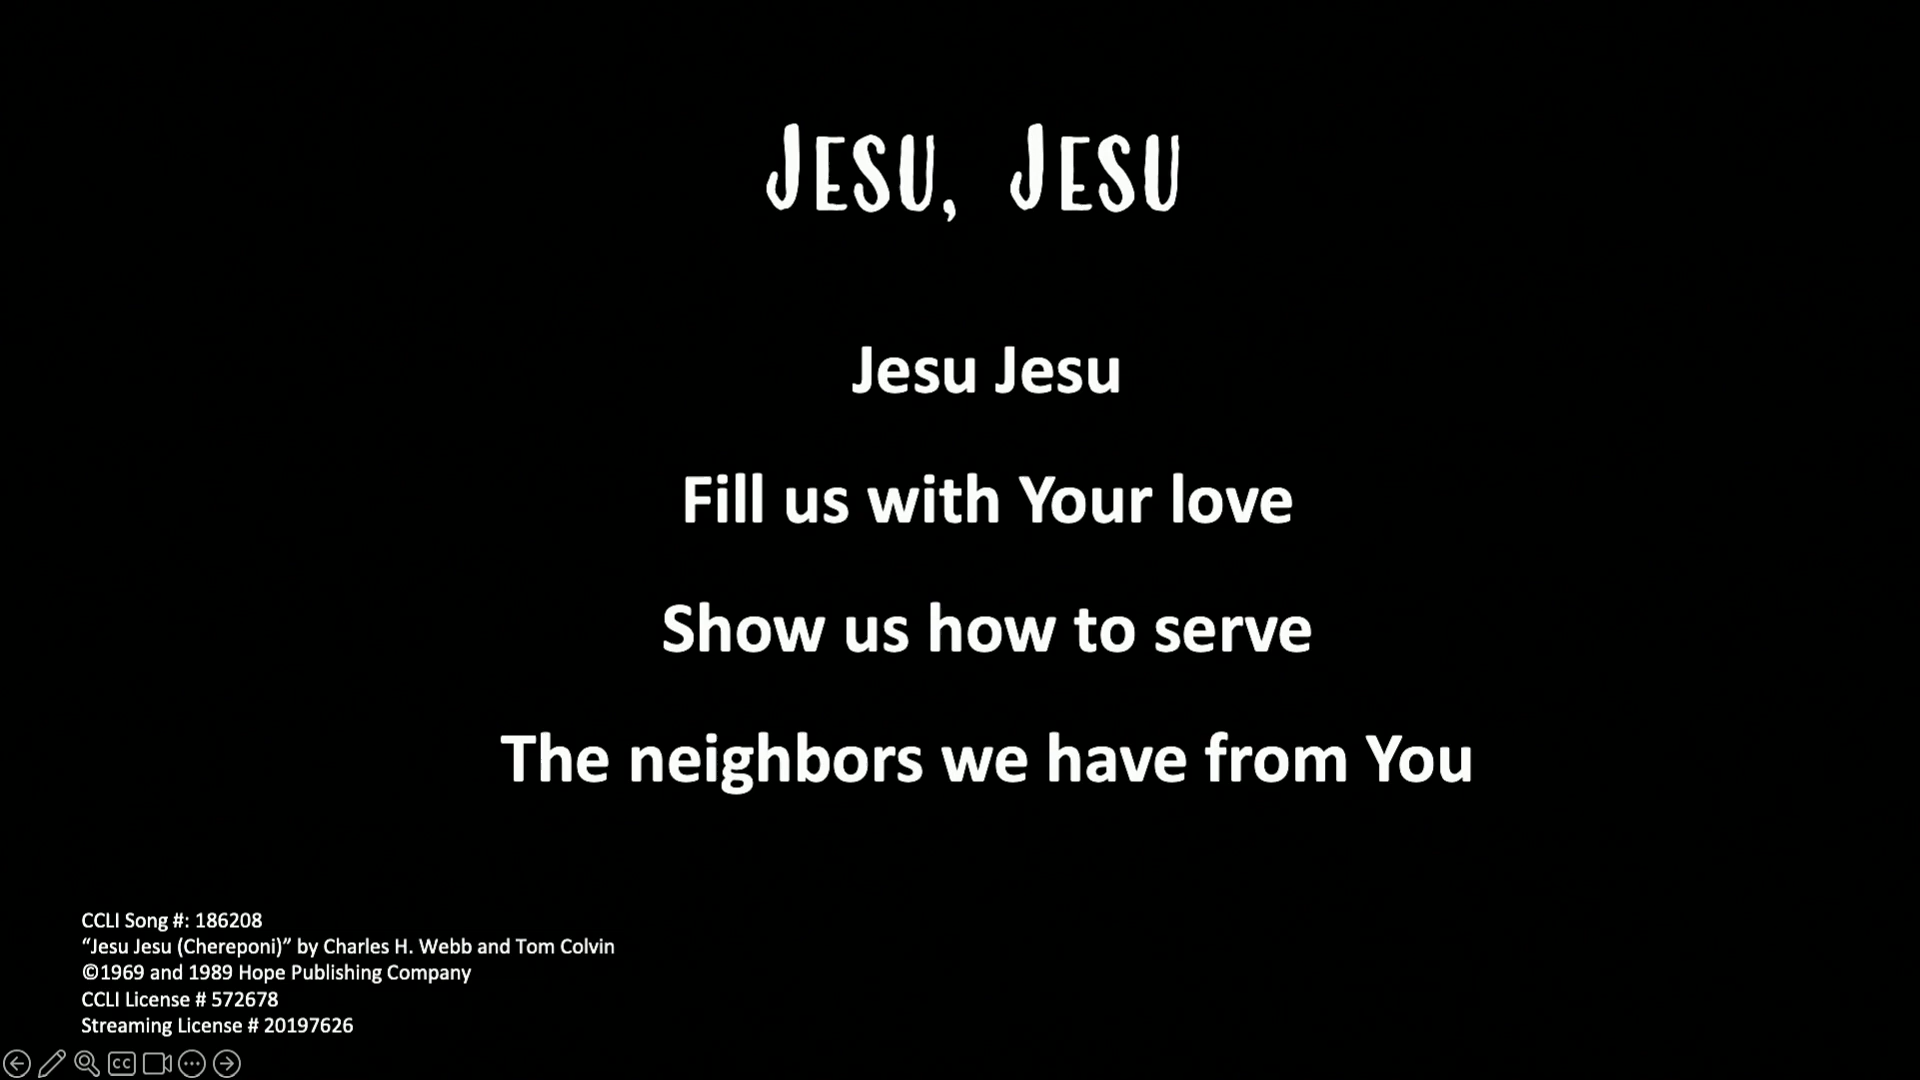 JESU, JESU
Jesu Jesu
Fill us with Your love
Show us how to serve
The neighbors we have from You
CCLI Song #: 186208
“Jesu Jesu (Chereponi)” by Charles H. Webb and Tom Colvin
©1969 and 1989 Hope Publishing Company
CCLI License # 572678
Streaming License # 20197626
CC